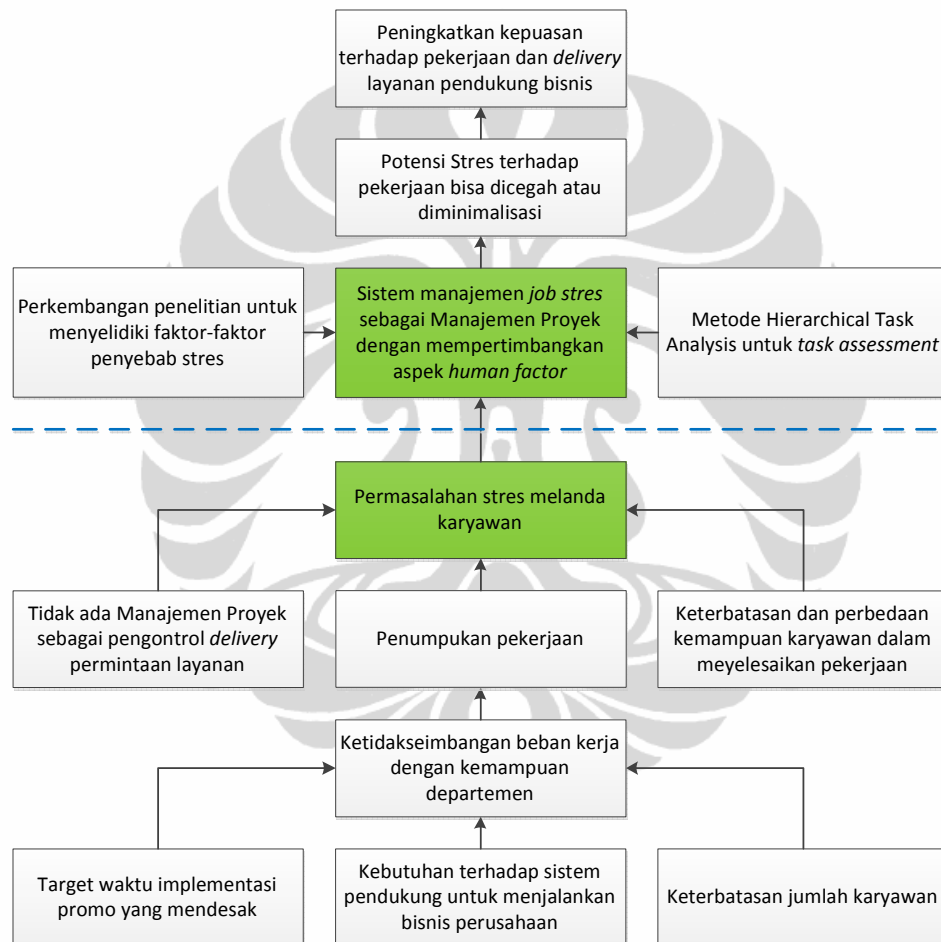 Peningkatkan kepuasan
terhadap pekerjaan dan delivery
layanan pendukung bisnis
Potensi Stres terhadap
pekerjaan bisa dicegah atau
diminimalisasi
Perkembangan penelitian untuk
menyelidiki faktor-faktor
penyebab stres
Sistem manajemen job stres
sebagai Manajemen Proyek
dengan mempertimbangkan
aspek human factor
Metode Hierarchical Task
Analysis untuk task assessment
Permasalahan stres melanda
karyawan
Tidak ada Manajemen Proyek
sebagai pengontrol delivery
permintaan layanan
Penumpukan pekerjaan
Keterbatasan dan perbedaan
kemampuan karyawan dalam
meyelesaikan pekerjaan
Ketidakseimbangan beban kerja
dengan kemampuan
departemen
Target waktu implementasi
promo yang mendesak
Kebutuhan terhadap sistem
pendukung untuk menjalankan
bisnis perusahaan
Keterbatasan jumlah karyawan